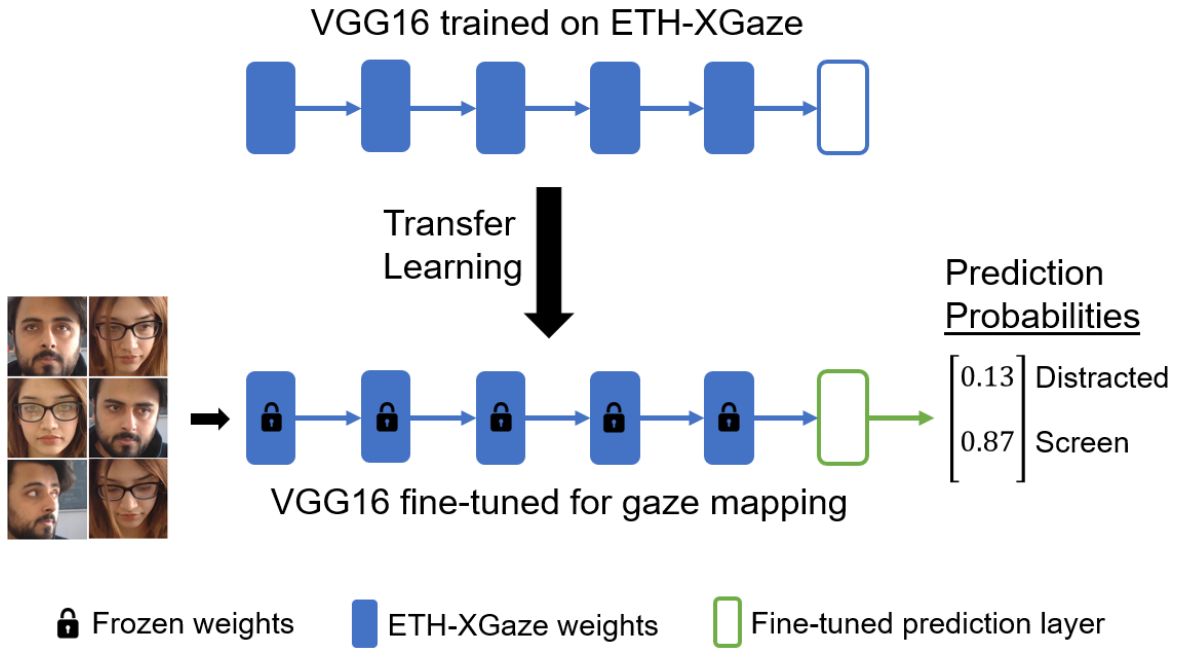 VGG16 trained on ETH-XGaze
Transfer
Learning
Prediction
Probabilities
0.13 Distracted
0.87 Screen
VGG16 fine-tuned for gaze mapping
Frozen weights
ETH-XGaze weights
Fine-tuned prediction layer